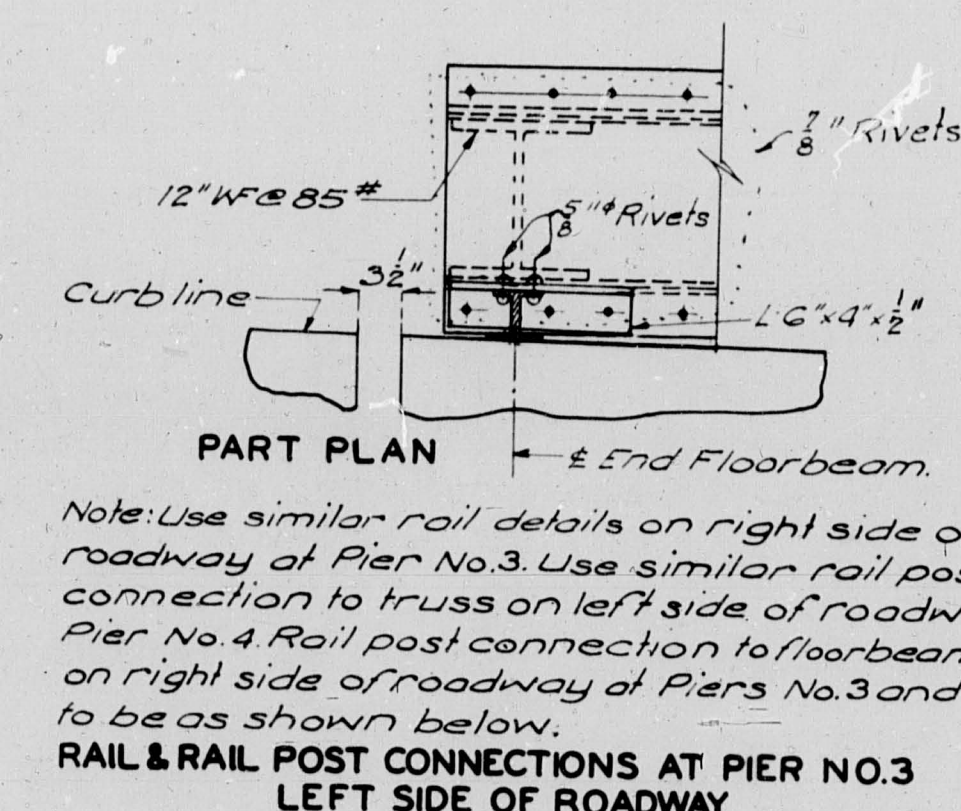 7/8" Rivets
12" WF @ 85#
5/8"φ Rivets
3 1/2"
Curb line
L 6"x4"x1/2"
PART PLAN
℄ End Floorbeam.
Note: Use similar rail details on right side
roadway at Pier No.3. Use similar rail
connection to truss on left side of
Pier No.4. Rail post connection to
on right side of roadway at Piers No.3 and
to be as shown below.
RAIL & RAIL POST CONNECTIONS AT PIER NO.3
LEFT SIDE OF ROADWAY